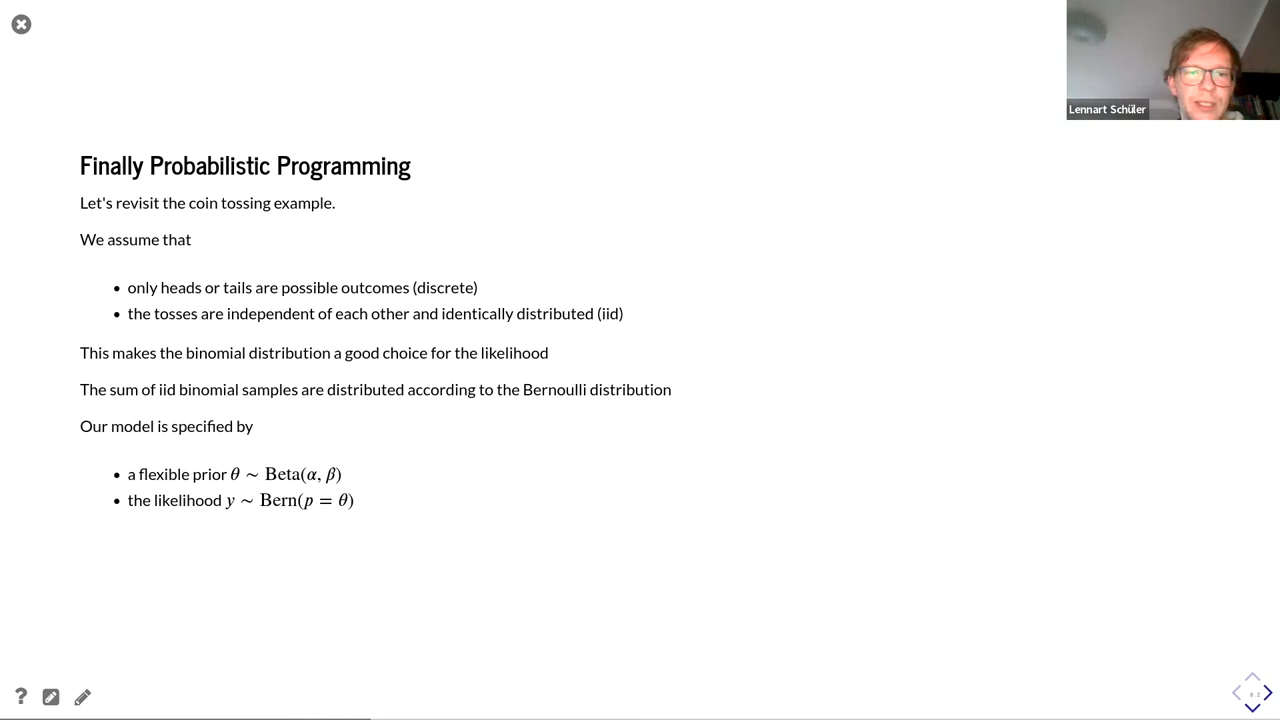 Lennart Schüler
Finally Probabilistic Programming
Let's revisit the coin tossing example.
We assume that
• only heads or tails are possible outcomes (discrete)
• the tosses are independent of each other and identically distributed (iid)
This makes the binomial distribution a good choice for the likelihood
The sum of iid binomial samples are distributed according to the Bernoulli distribution
Our model is specified by
• a flexible prior θ ∼ Beta(α, β)
• the likelihood y ∼ Bern(p = θ)
?